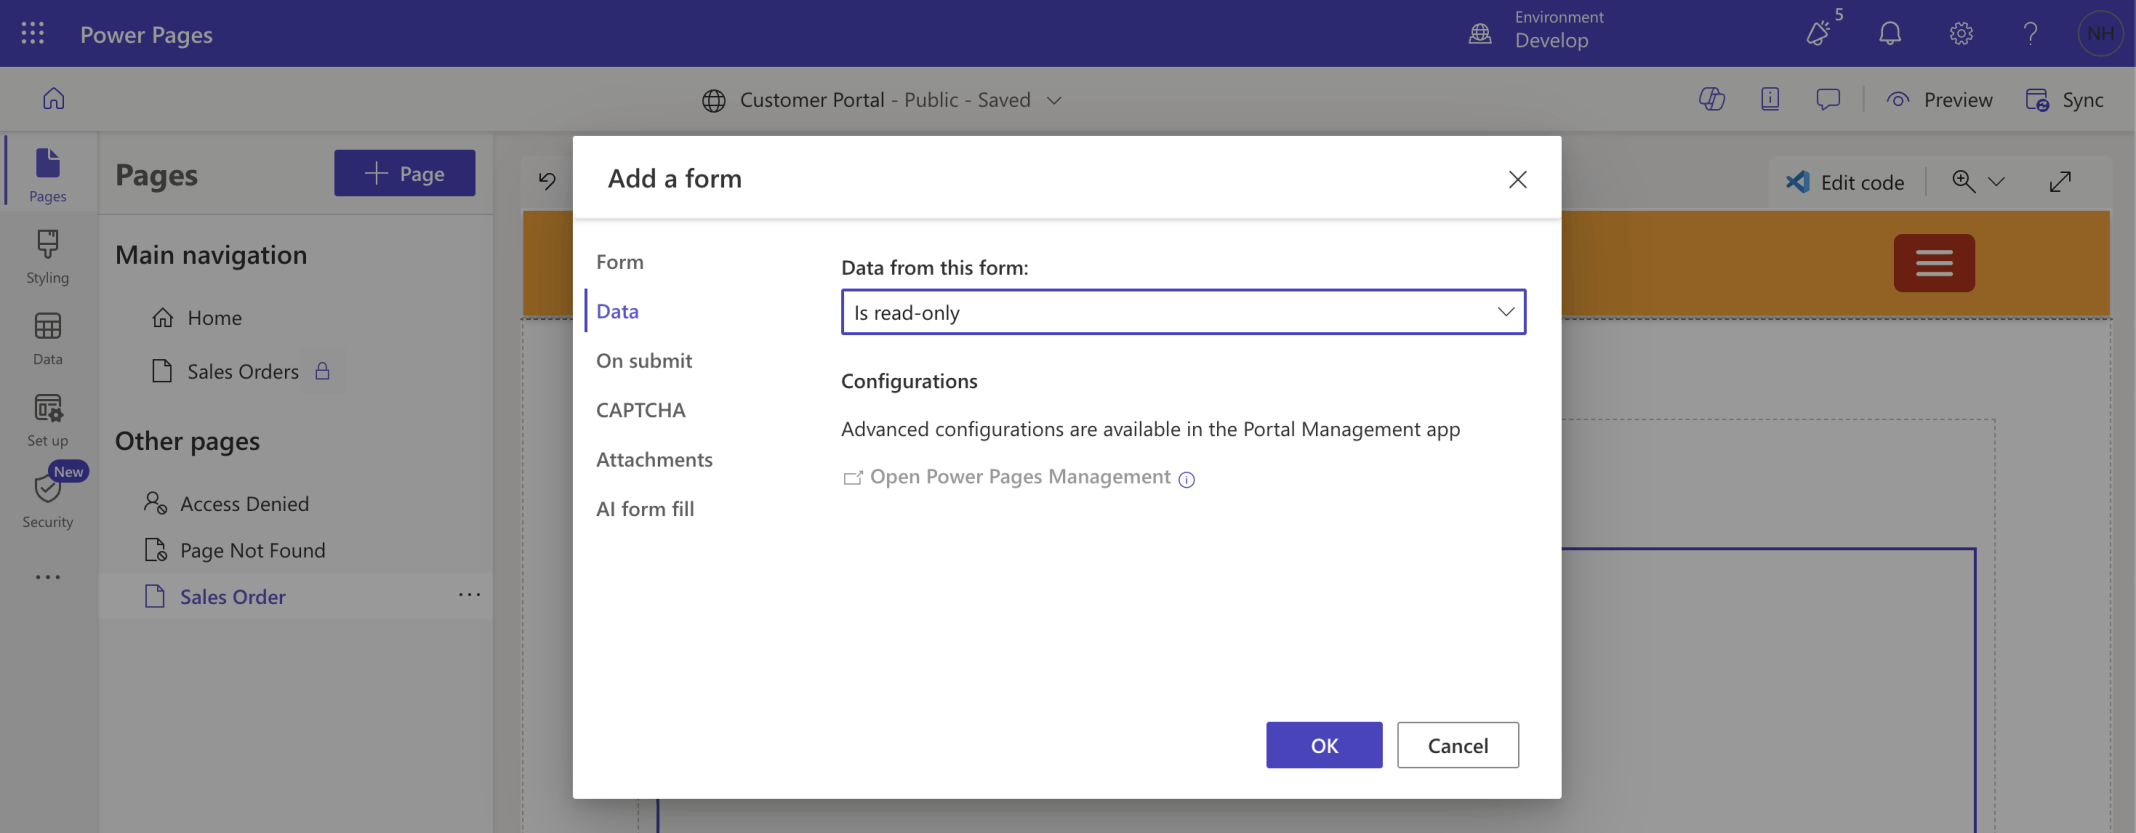 Power Pages
Environment
Develop
5
NH
Customer Portal - Public - Saved
Preview
Sync
Pages
Styling
Data
Set up
New
Security
Pages
Page
Main navigation
Home
Sales Orders
Other pages
Access Denied
Page Not Found
Sales Order
Edit code
Add a form
Form
Data
On submit
CAPTCHA
Attachments
AI form fill
Data from this form:
Is read-only
Configurations
Advanced configurations are available in the Portal Management app
Open Power Pages Management
OK
Cancel